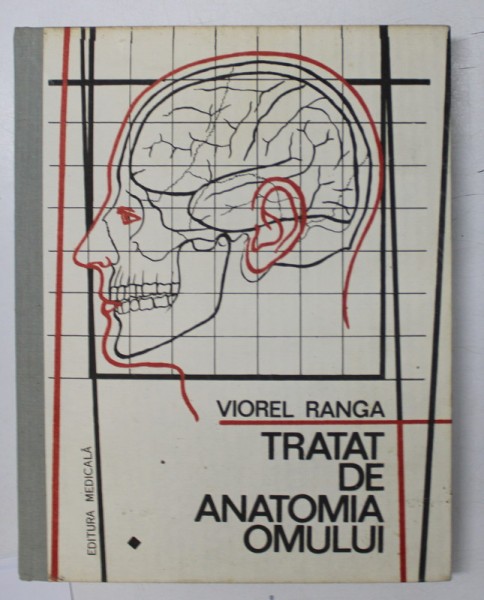 VIOREL RANGA
TRATAT
DE
ANATOMIA
OMULUI
EDITURA MEDICALĂ